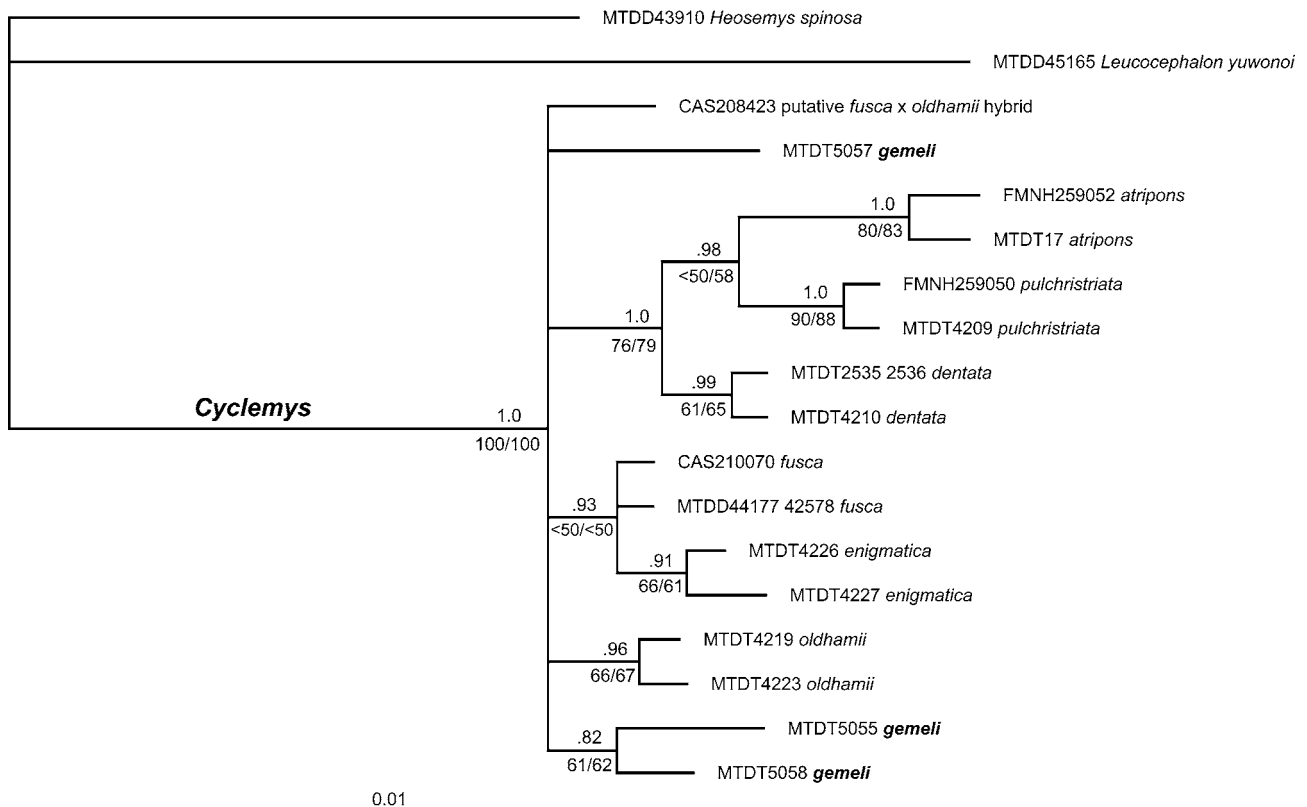 MTDD43910 Heosemys spinosa
MTDD45165 Leucocephalon yuwonoi
CAS208423 putative fusca x oldhamii hybrid
MTDT5057 gemeli
FMNH259052 atripons
1.0
80/83
MTDT17 atripons
.98
<50/58
FMNH259050 pulchristriata
1.0
90/88
MTDT4209 pulchristriata
1.0
76/79
MTDT2535 2536 dentata
.99
61/65
MTDT4210 dentata
Cyclemys
1.0
100/100
CAS210070 fusca
.93
<50/<50
MTDD44177 42578 fusca
MTDT4226 enigmatica
.91
66/61
MTDT4227 enigmatica
MTDT4219 oldhamii
.96
66/67
MTDT4223 oldhamii
MTDT5055 gemeli
.82
61/62
MTDT5058 gemeli
0.01